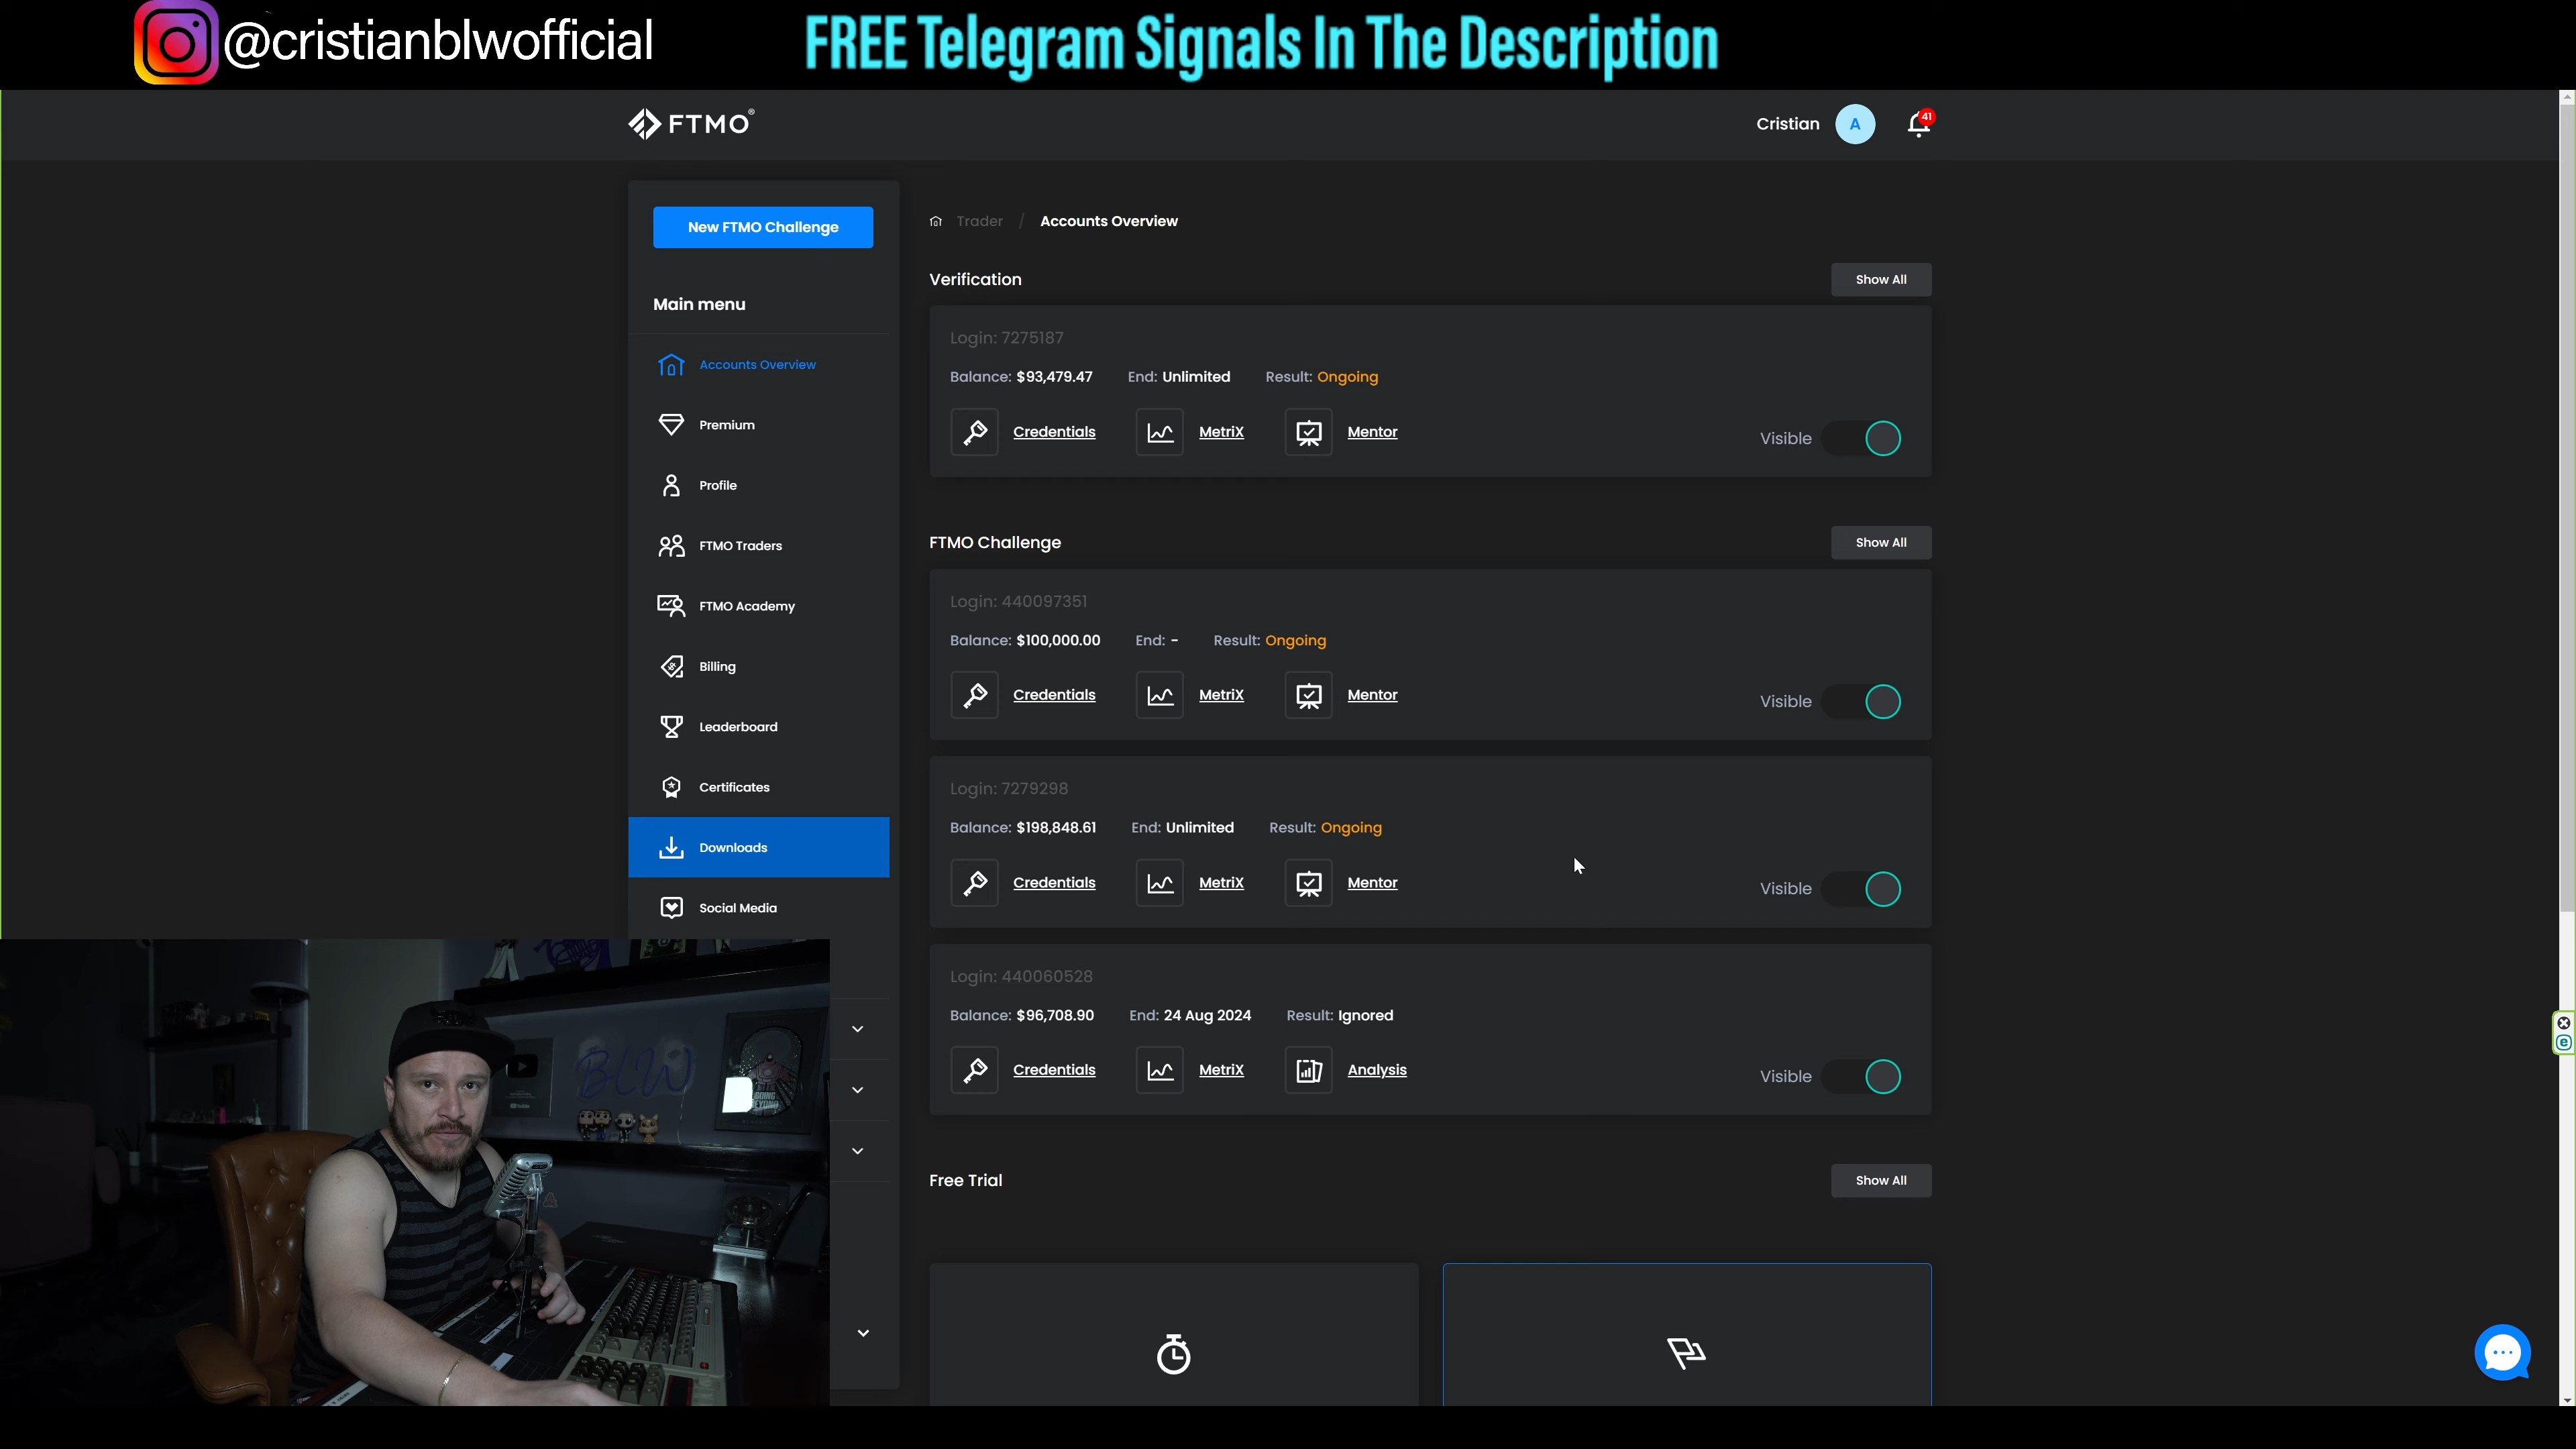 @cristianblwofficial
FREE Telegram Signals In The Description
FTMO®
Cristian
A
41
New FTMO Challenge
Main menu
Accounts Overview
Premium
Profile
FTMO Traders
FTMO Academy
Billing
Leaderboard
Certificates
Downloads
Social Media
Trader / Accounts Overview
Verification
Show All
Login: 7275187
Balance: $93,479.47 End: Unlimited Result: Ongoing
Credentials MetriX Mentor
Visible
FTMO Challenge
Show All
Login: 440097351
Balance: $100,000.00 End: - Result: Ongoing
Credentials MetriX Mentor
Visible
Login: 7279298
Balance: $198,848.61 End: Unlimited Result: Ongoing
Credentials MetriX Mentor
Visible
Login: 440060528
Balance: $96,708.90 End: 24 Aug 2024 Result: Ignored
Credentials MetriX Analysis
Visible
Free Trial
Show All
BLW
GOING
BEYOND